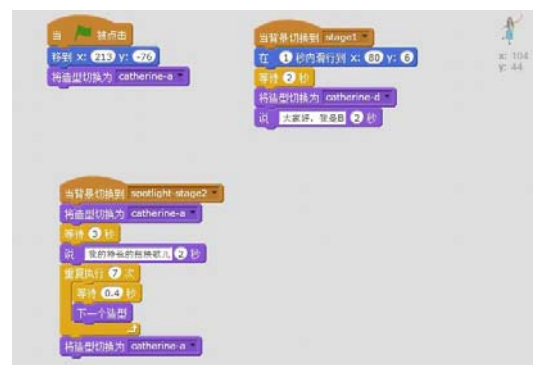 当 被点击
移到 x: 213 y: -76
将造型切换为 catherine-a
当背景切换到 stage1
在 1 秒内滑行到 x: 80 y: 6
等待 2 秒
将造型切换为 catherine-d
说 大家好，我是B 2 秒
x: 104
y: 44
当背景切换到 spotlight-stage2
将造型切换为 catherine-a
等待 3 秒
说 我的特长 2 秒
重复执行 7 次
等待 0.4 秒
下一个造型
将造型切换为 catherine-a